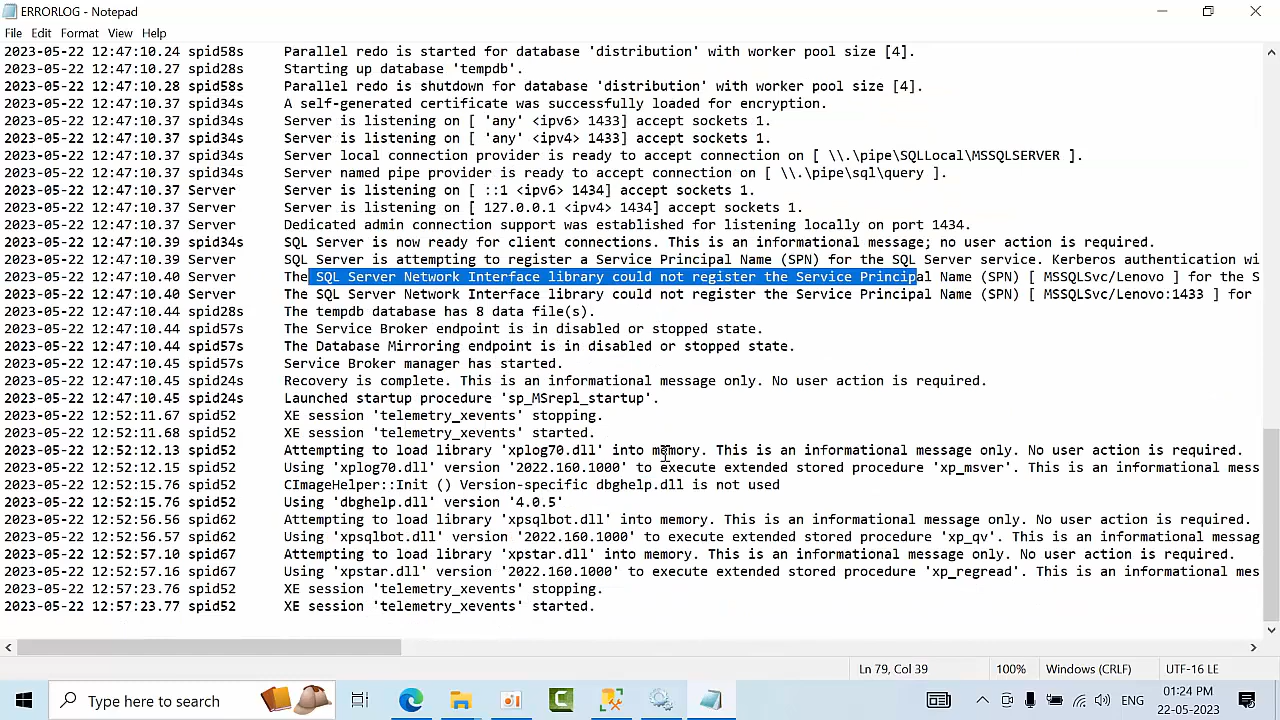 ERRORLOG - Notepad
File Edit Format View Help
2023-05-22 12:47:10.24 spid58s Parallel redo is started for database 'distribution' with worker pool size [4].
2023-05-22 12:47:10.27 spid28s Starting up database 'tempdb'.
2023-05-22 12:47:10.28 spid58s Parallel redo is shutdown for database 'distribution' with worker pool size [4].
2023-05-22 12:47:10.37 spid34s A self-generated certificate was successfully loaded for encryption.
2023-05-22 12:47:10.37 spid34s Server is listening on [ 'any' <ipv6> 1433] accept sockets 1.
2023-05-22 12:47:10.37 spid34s Server is listening on [ 'any' <ipv4> 1433] accept sockets 1.
2023-05-22 12:47:10.37 spid34s Server local connection provider is ready to accept connection on [ \\.\pipe\SQLLocal\MSSQLSERVER ].
2023-05-22 12:47:10.37 spid34s Server named pipe provider is ready to accept connection on [ \\.\pipe\sql\query ].
2023-05-22 12:47:10.37 Server Server is listening on [ ::1 <ipv6> 1434] accept sockets 1.
2023-05-22 12:47:10.37 Server Server is listening on [ 127.0.0.1 <ipv4> 1434] accept sockets 1.
2023-05-22 12:47:10.37 Server Dedicated admin connection support was established for listening locally on port 1434.
2023-05-22 12:47:10.39 spid34s SQL Server is now ready for client connections. This is an informational message; no user action is required.
2023-05-22 12:47:10.39 Server SQL Server is attempting to register a Service Principal Name (SPN) for the SQL Server service. Kerberos authentication wi
2023-05-22 12:47:10.40 Server The SQL Server Network Interface library could not register the Service Principal Name (SPN) [ MSSQLSvc/Lenovo ] for the S
2023-05-22 12:47:10.40 Server The SQL Server Network Interface library could not register the Service Principal Name (SPN) [ MSSQLSvc/Lenovo:1433 ] for
2023-05-22 12:47:10.44 spid28s The tempdb database has 8 data file(s).
2023-05-22 12:47:10.44 spid57s The Service Broker endpoint is in disabled or stopped state.
2023-05-22 12:47:10.44 spid57s The Database Mirroring endpoint is in disabled or stopped state.
2023-05-22 12:47:10.45 spid57s Service Broker manager has started.
2023-05-22 12:47:10.45 spid24s Recovery is complete. This is an informational message only. No user action is required.
2023-05-22 12:47:10.45 spid24s Launched startup procedure 'sp_MSrepl_startup'.
2023-05-22 12:52:11.67 spid52 XE session 'telemetry_xevents' stopping.
2023-05-22 12:52:11.68 spid52 XE session 'telemetry_xevents' started.
2023-05-22 12:52:12.13 spid52 Attempting to load library 'xplog70.dll' into memory. This is an informational message only. No user action is required.
2023-05-22 12:52:12.15 spid52 Using 'xplog70.dll' version '2022.160.1000' to execute extended stored procedure 'xp_msver'. This is an informational mess
2023-05-22 12:52:15.76 spid52 CImageHelper::Init () Version-specific dbghelp.dll is not used
2023-05-22 12:52:15.76 spid52 Using 'dbghelp.dll' version '4.0.5'
2023-05-22 12:52:56.56 spid62 Attempting to load library 'xpsqlbot.dll' into memory. This is an informational message only. No user action is required.
2023-05-22 12:52:56.57 spid62 Using 'xpsqlbot.dll' version '2022.160.1000' to execute extended stored procedure 'xp_qv'. This is an informational messag
2023-05-22 12:52:57.10 spid67 Attempting to load library 'xpstar.dll' into memory. This is an informational message only. No user action is required.
2023-05-22 12:52:57.16 spid67 Using 'xpstar.dll' version '2022.160.1000' to execute extended stored procedure 'xp_regread'. This is an informational mes
2023-05-22 12:57:23.76 spid52 XE session 'telemetry_xevents' stopping.
2023-05-22 12:57:23.77 spid52 XE session 'telemetry_xevents' started.
Ln 79, Col 39 100% Windows (CRLF) UTF-16 LE
Type here to search
ENG
01:24 PM
22-05-2023